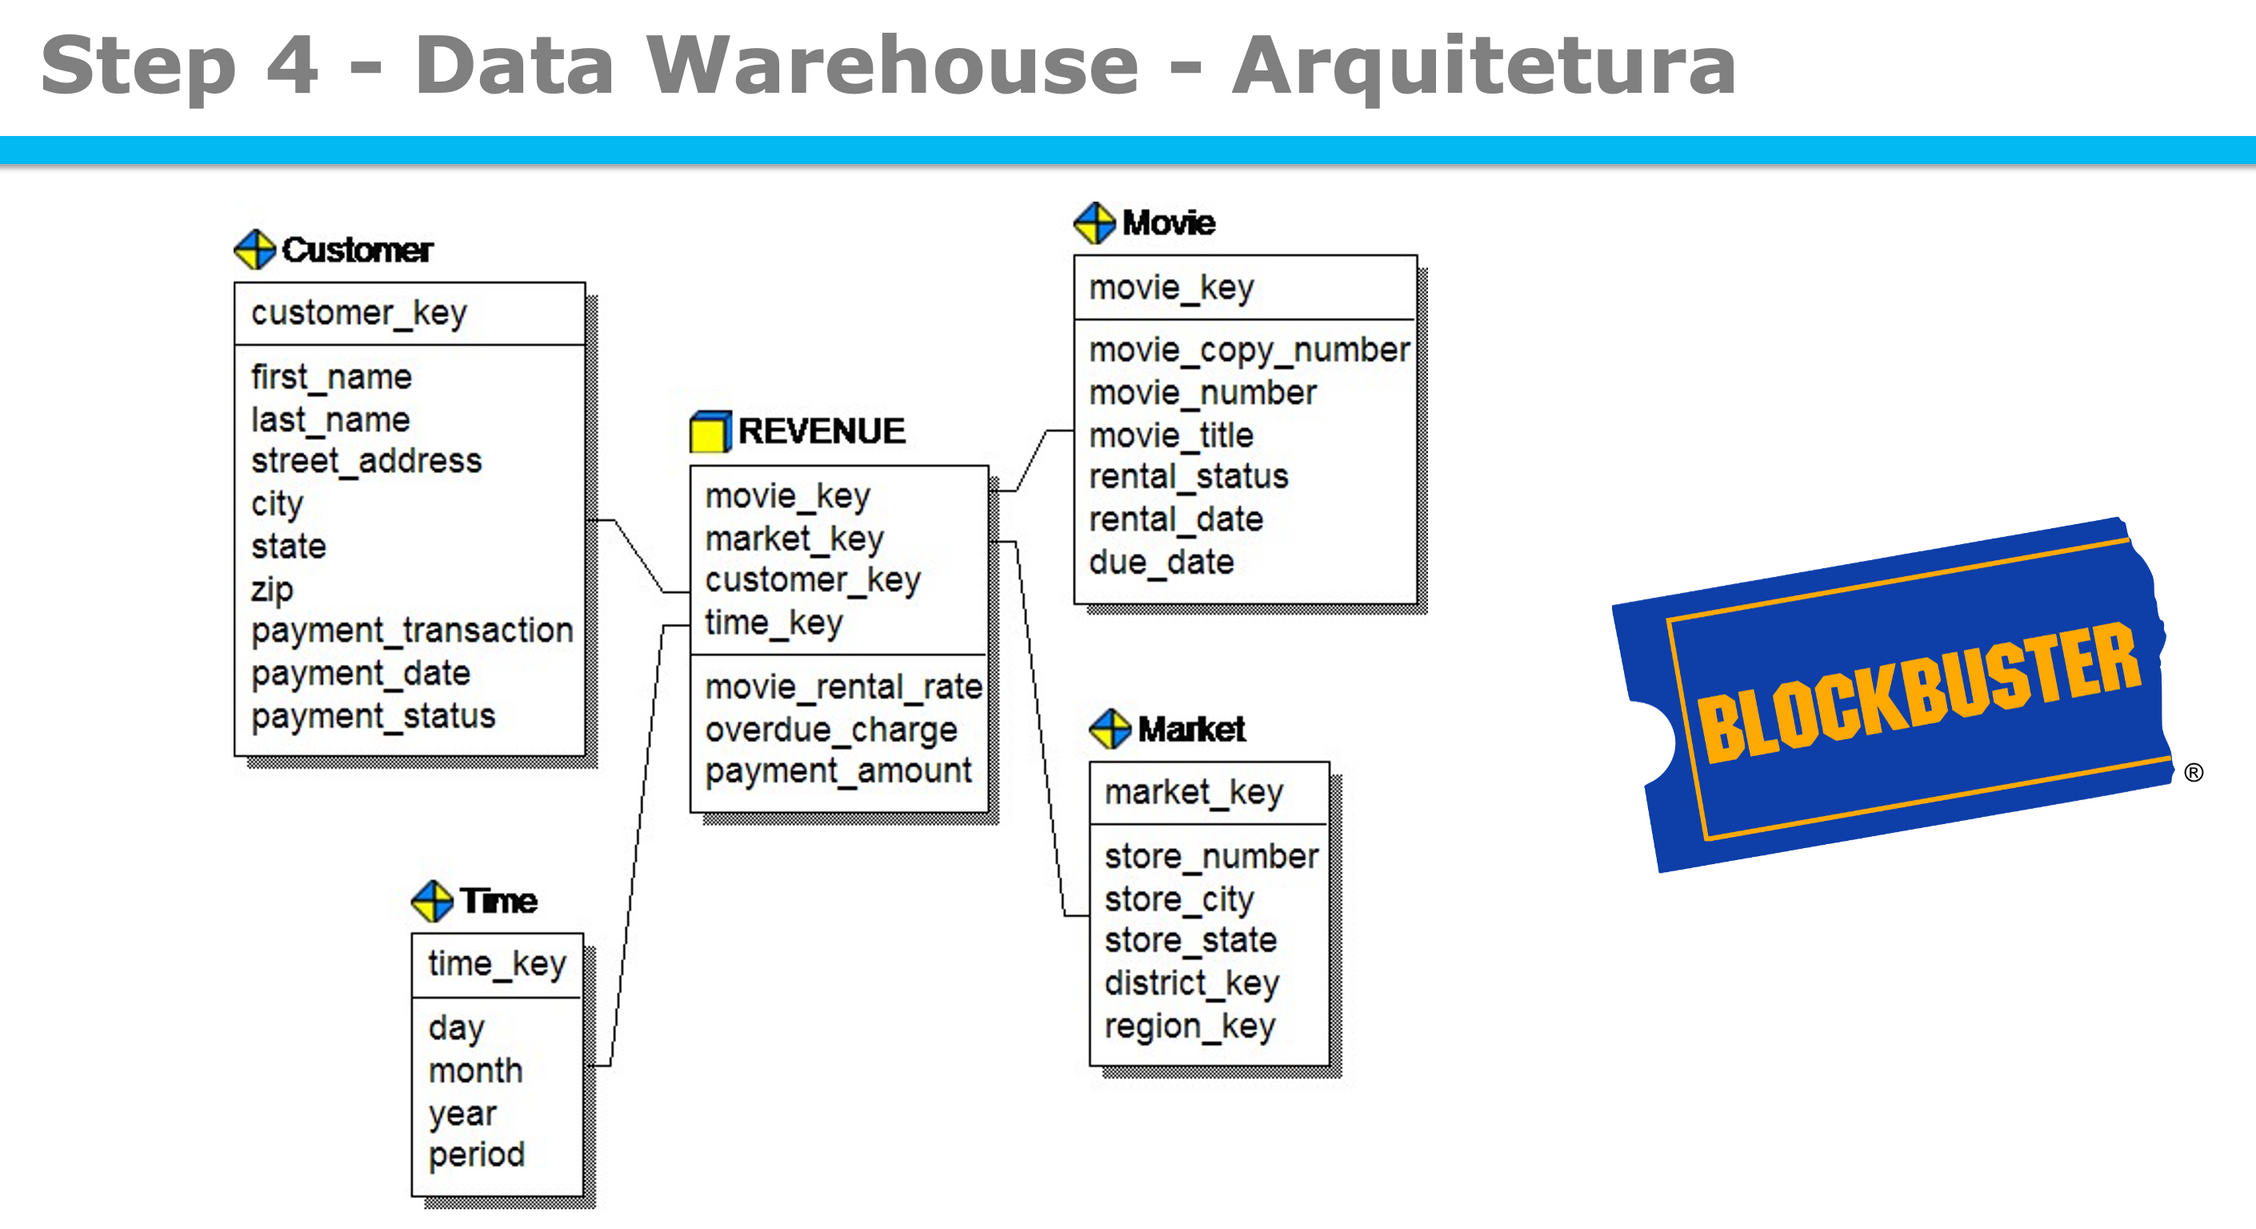 Step 4 - Data Warehouse - Arquitetura
Customer
customer_key
first_name
last_name
street_address
city
state
zip
payment_transaction
payment_date
payment_status
REVENUE
movie_key
market_key
customer_key
time_key
movie_rental_rate
overdue_charge
payment_amount
Movie
movie_key
movie_copy_number
movie_number
movie_title
rental_status
rental_date
due_date
Time
time_key
day
month
year
period
Market
market_key
store_number
store_city
store_state
district_key
region_key
BLOCKBUSTER
®